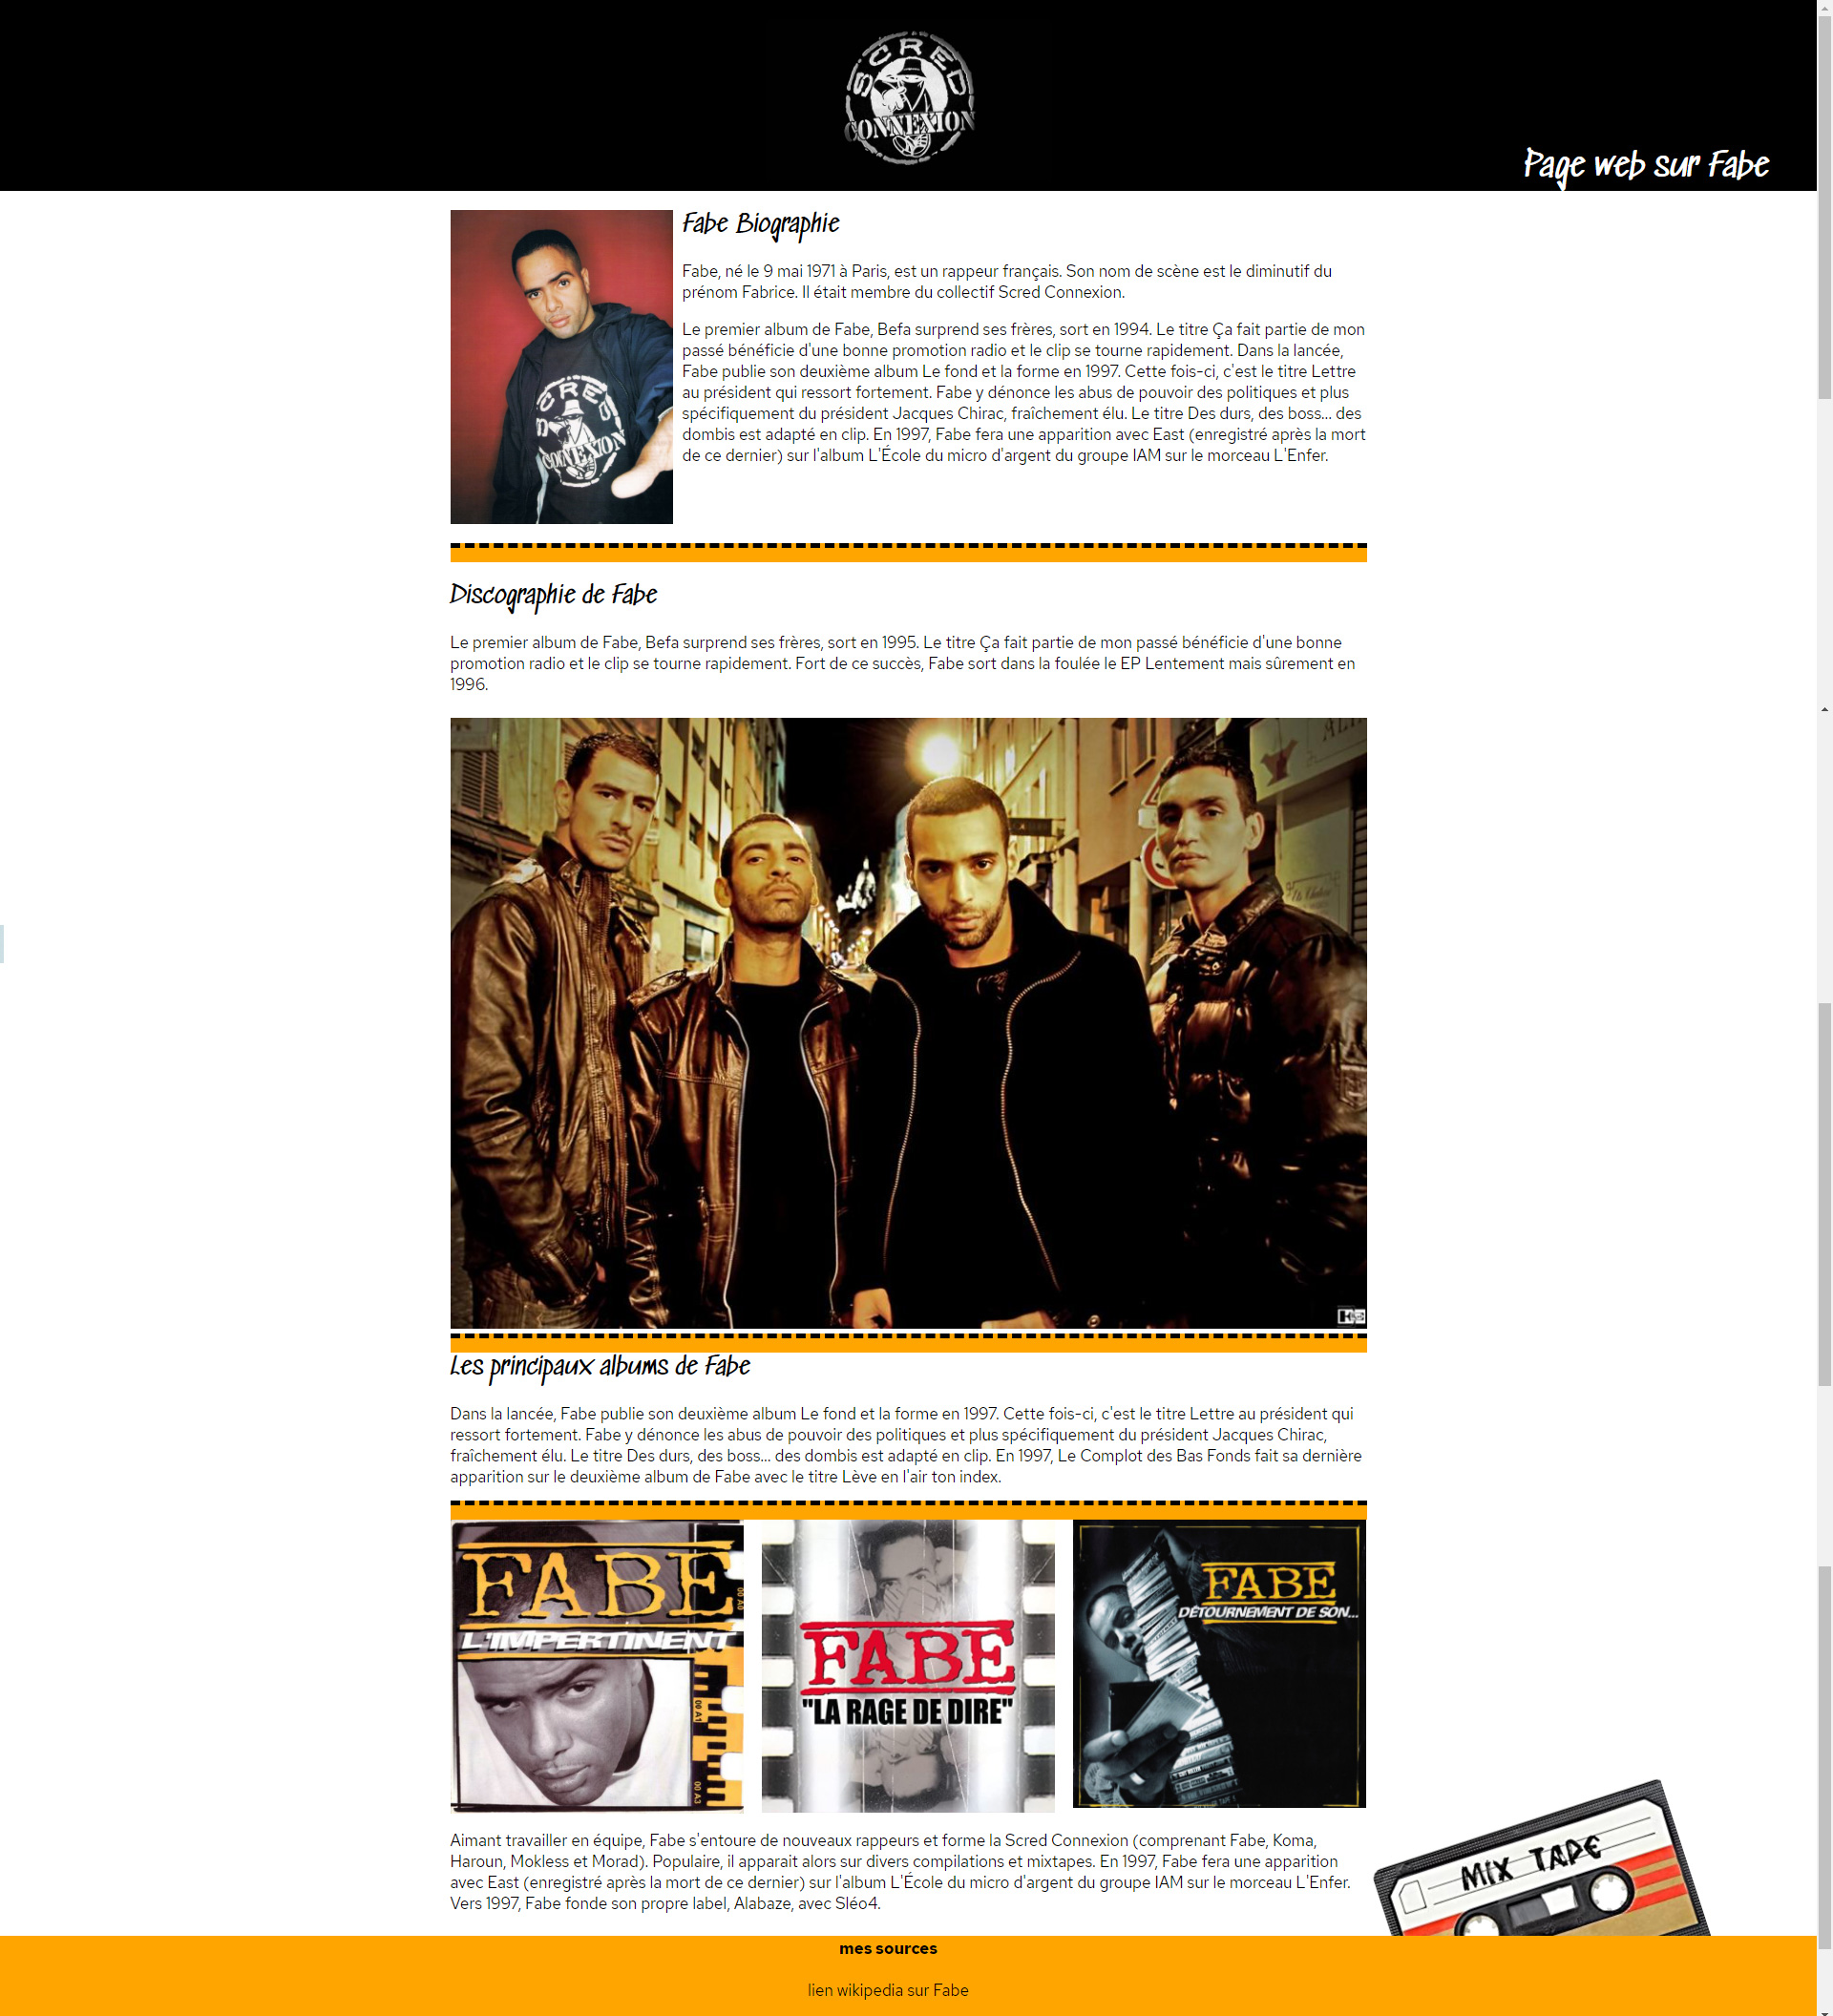 SCRED
CONNEXION
Page web sur Fabe
Fabe Biographie
Fabe, né le 9 mai 1971 à Paris, est un rappeur français. Son nom de scène est le diminutif du
prénom Fabrice. Il était membre du collectif Scred Connexion.
Le premier album de Fabe, Befa surprend ses frères, sort en 1994. Le titre Ça fait partie de mon
passé bénéficie d'une bonne promotion radio et le clip se tourne rapidement. Dans la lancée,
Fabe publie son deuxième album Le fond et la forme en 1997. Cette fois-ci, c'est le titre Lettre
au président qui ressort fortement. Fabe y dénonce les abus de pouvoir des politiques et plus
spécifiquement du président Jacques Chirac, fraîchement élu. Le titre Des durs, des boss... des
dombis est adapté en clip. En 1997, Fabe fera une apparition avec East (enregistré après la mort
de ce dernier) sur l'album L'École du micro d'argent du groupe IAM sur le morceau L'Enfer.
SCRED
CONNEXION
Discographie de Fabe
Le premier album de Fabe, Befa surprend ses frères, sort en 1995. Le titre Ça fait partie de mon passé bénéficie d'une bonne
promotion radio et le clip se tourne rapidement. Fort de ce succès, Fabe sort dans la foulée le EP Lentement mais sûrement en
1996.
Les principaux albums de Fabe
Dans la lancée, Fabe publie son deuxième album Le fond et la forme en 1997. Cette fois-ci, c'est le titre Lettre au président qui
ressort fortement. Fabe y dénonce les abus de pouvoir des politiques et plus spécifiquement du président Jacques Chirac,
fraîchement élu. Le titre Des durs, des boss... des dombis est adapté en clip. En 1997, Le Complot des Bas Fonds fait sa dernière
apparition sur le deuxième album de Fabe avec le titre Lève en l'air ton index.
FABE
L'IMPERTINENT
00 A0
00 A1
00 A3
FABE
"LA RAGE DE DIRE"
FABE
DÉTOURNEMENT DE SON...
Aimant travailler en équipe, Fabe s'entoure de nouveaux rappeurs et forme la Scred Connexion (comprenant Fabe, Koma,
Haroun, Mokless et Morad). Populaire, il apparait alors sur divers compilations et mixtapes. En 1997, Fabe fera une apparition
avec East (enregistré après la mort de ce dernier) sur l'album L'École du micro d'argent du groupe IAM sur le morceau L'Enfer.
Vers 1997, Fabe fonde son propre label, Alabaze, avec Sléo4.
MIX TAPE
mes sources
lien wikipedia sur Fabe